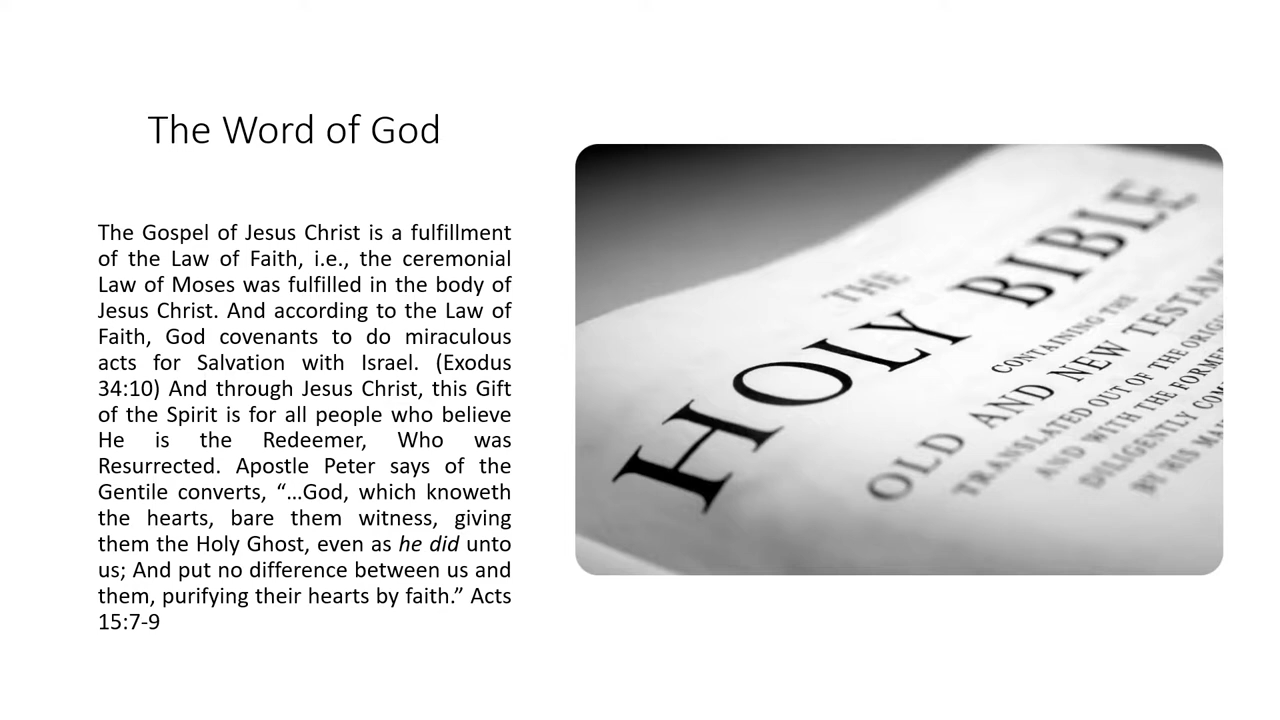 The Word of God
The Gospel of Jesus Christ is a fulfillment
of the Law of Faith, i.e., the ceremonial
Law of Moses was fulfilled in the body of
Jesus Christ. And according to the Law of
Faith, God covenants to do miraculous
acts for Salvation with Israel. (Exodus
34:10) And through Jesus Christ, this Gift
of the Spirit is for all people who believe
He is the Redeemer, Who was
Resurrected. Apostle Peter says of the
Gentile converts, “…God, which knoweth
the hearts, bare them witness, giving
them the Holy Ghost, even as he did unto
us; And put no difference between us and
them, purifying their hearts by faith.” Acts
15:7-9
THE
HOLY BIBLE
CONTAINING THE
OLD AND NEW
TRANSLATED OUT OF THE
AND WITH THE
DILIGENTLY
BY HIS